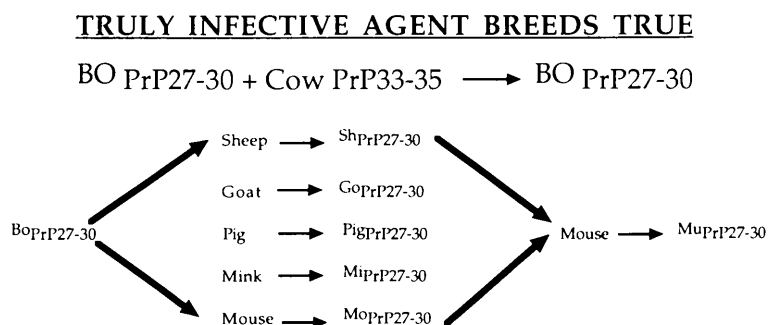 TRULY INFECTIVE AGENT BREEDS TRUE
BO PrP27-30 + Cow PrP33-35 → BO PrP27-30
Sheep → ShPrP27-30
Goat → GoPrP27-30
BoPrP27-30 Pig → PigPrP27-30 Mouse → MuPrP27-30
Mink → MiPrP27-30
Mouse → MoPrP27-30